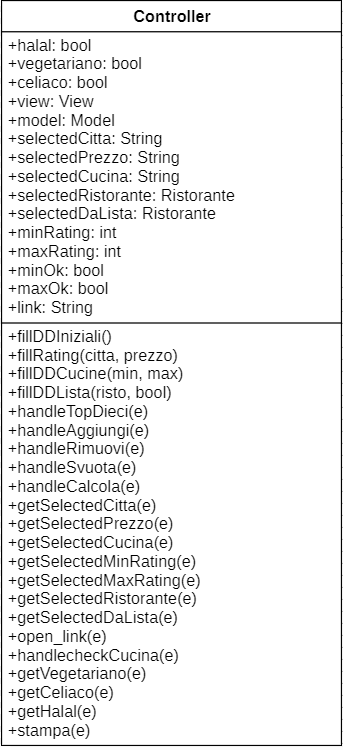 Controller
+halal: bool
+vegetariano: bool
+celiaco: bool
+view: View
+model: Model
+selectedCitta: String
+selectedPrezzo: String
+selectedCucina: String
+selectedRistorante: Ristorante
+selectedDaLista: Ristorante
+minRating: int
+maxRating: int
+minOk: bool
+maxOk: bool
+link: String
+fillDDIniziali()
+fillRating(citta, prezzo)
+fillDDCucine(min, max)
+fillDDLista(risto, bool)
+handleTopDieci(e)
+handleAggiungi(e)
+handleRimuovi(e)
+handleSvuota(e)
+handleCalcola(e)
+getSelectedCitta(e)
+getSelectedPrezzo(e)
+getSelectedCucina(e)
+getSelectedMinRating(e)
+getSelectedMaxRating(e)
+getSelectedRistorante(e)
+getSelectedDaLista(e)
+open_link(e)
+handlecheckCucina(e)
+getVegetariano(e)
+getCeliaco(e)
+getHalal(e)
+stampa(e)